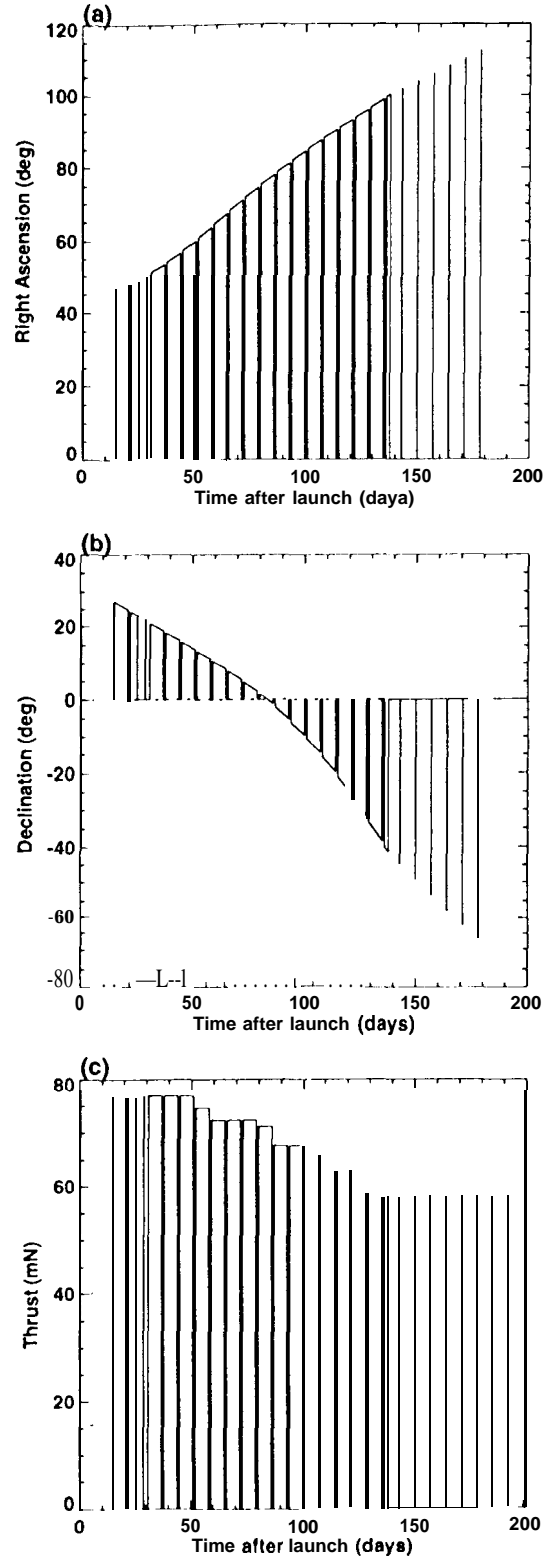 (a)
120
100
80
60
40
20
0
Right Ascension (deg)
0 50 100 150 200
Time after launch (daya)
(b)
40
20
0
-20
-40
-60
-80
Declination (deg)
—L--l
0 50 100 150 200
Time after launch (days)
(c)
80
60
40
20
0
Thrust (mN)
0 50 100 150 200
Time after launch (days)